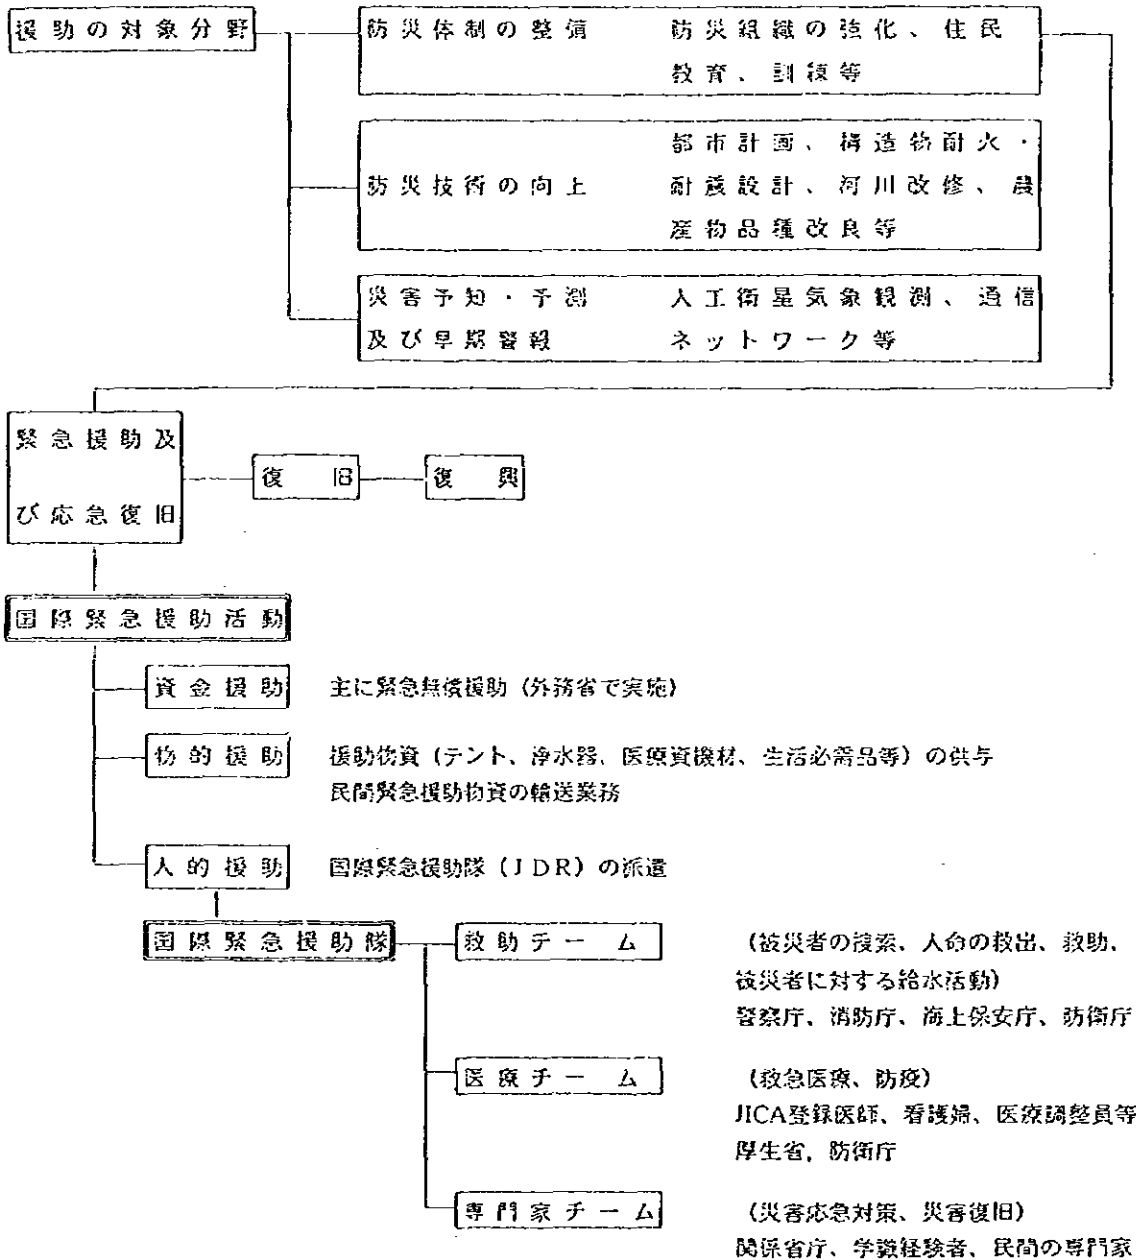 援助の対象分野
防災体制の整備 防災組織の強化、住民
教育、訓練等
防災技術の向上
都市計画、構造物耐火・
耐震設計、河川改修、農
産物品種改良等
災害予知・予測 人工衛星気象観測、通信
及び早期警報 ネットワーク等
緊急援助及
び応急復旧
復旧
復興
国際緊急援助活動
資金援助 主に緊急無償援助(外務省で実施)
物的援助 援助物資(テント、浄水器、医療資機材、生活必需品等)の供与
民間緊急援助物資の輸送業務
人的援助 国際緊急援助隊(JDR)の派遣
国際緊急援助隊
救助チーム (被災者の捜索、人命の救出、救助、
被災者に対する給水活動)
警察庁、消防庁、海上保安庁、防衛庁
医療チーム (救急医療、防疫)
JICA登録医師、看護婦、医療調整員等
厚生省、防衛庁
専門家チーム (災害応急対策、災害復旧)
関係省庁、学識経験者、民間の専門家